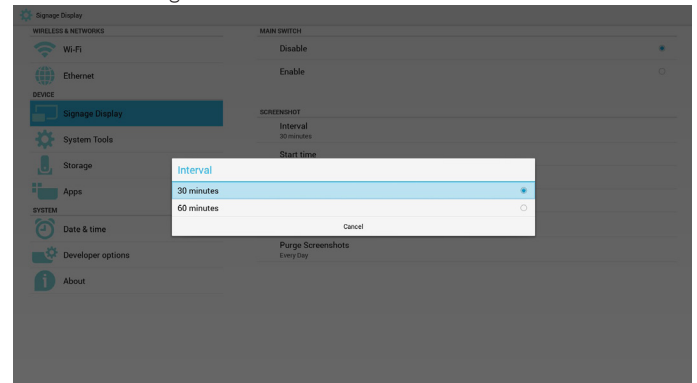 Signage Display
WIRELESS & NETWORKS
Wi-Fi
Ethernet
DEVICE
Signage Display
System Tools
Storage
Apps
SYSTEM
Date & time
Developer options
About
MAIN SWITCH
Disable
Enable
SCREENSHOT
Interval
30 minutes
Start time
Interval
30 minutes
60 minutes
Cancel
Purge Screenshots
Every Day